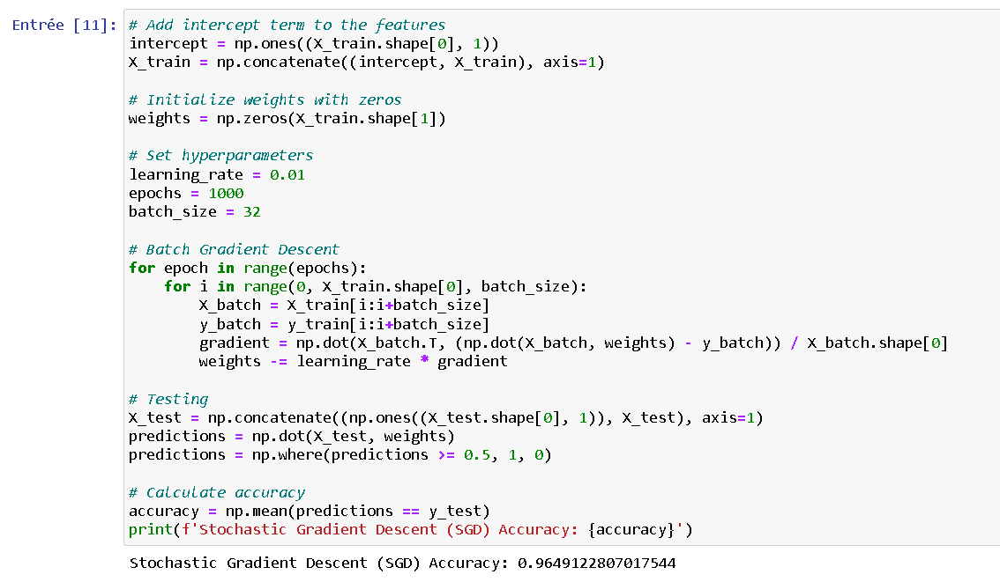 Entrée [11]: # Add intercept term to the features
intercept = np.ones((X_train.shape[0], 1))
X_train = np.concatenate((intercept, X_train), axis=1)
# Initialize weights with zeros
weights = np.zeros(X_train.shape[1])
# Set hyperparameters
learning_rate = 0.01
epochs = 1000
batch_size = 32
# Batch Gradient Descent
for epoch in range(epochs):
    for i in range(0, X_train.shape[0], batch_size):
        X_batch = X_train[i:i+batch_size]
        y_batch = y_train[i:i+batch_size]
        gradient = np.dot(X_batch.T, (np.dot(X_batch, weights) - y_batch)) / X_batch.shape[0]
        weights -= learning_rate * gradient
# Testing
X_test = np.concatenate((np.ones((X_test.shape[0], 1)), X_test), axis=1)
predictions = np.dot(X_test, weights)
predictions = np.where(predictions >= 0.5, 1, 0)
# Calculate accuracy
accuracy = np.mean(predictions == y_test)
print(f'Stochastic Gradient Descent (SGD) Accuracy: {accuracy}')
Stochastic Gradient Descent (SGD) Accuracy: 0.9649122807017544